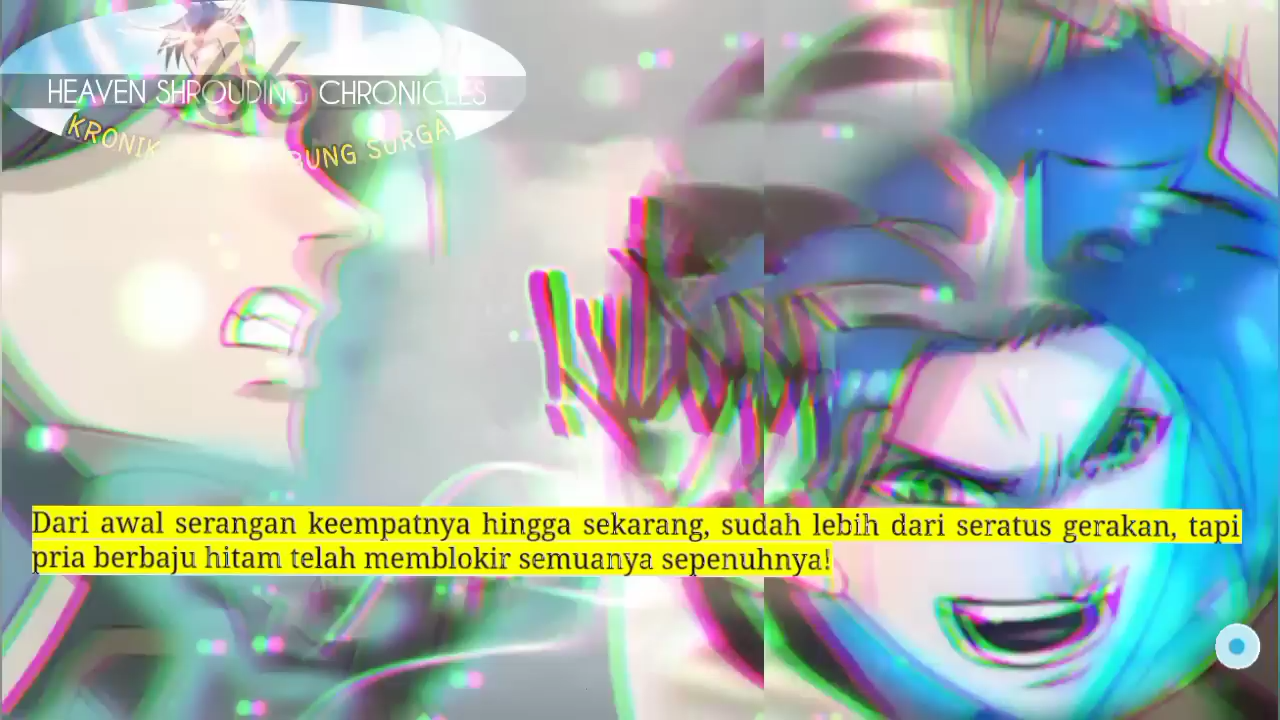 HEAVEN SHROUDING CHRONICLES
KRONIK SURGA
Dari awal serangan keempatnya hingga sekarang, sudah lebih dari seratus gerakan, tapi
pria berbaju hitam telah memblokir semuanya sepenuhnya!